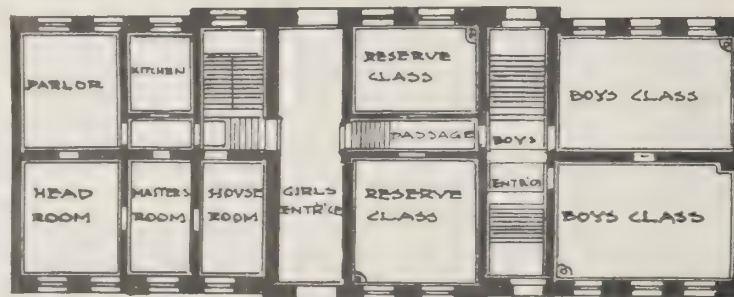 PARLOR
KITCHEN
RESERVE
CLASS
BOYS CLASS
PASSAGE
BOYS
HEAD
ROOM
MASTERS
ROOM
HOUSE
ROOM
GIRLS
ENTR'CE
RESERVE
CLASS
ENTR'CE
BOYS CLASS